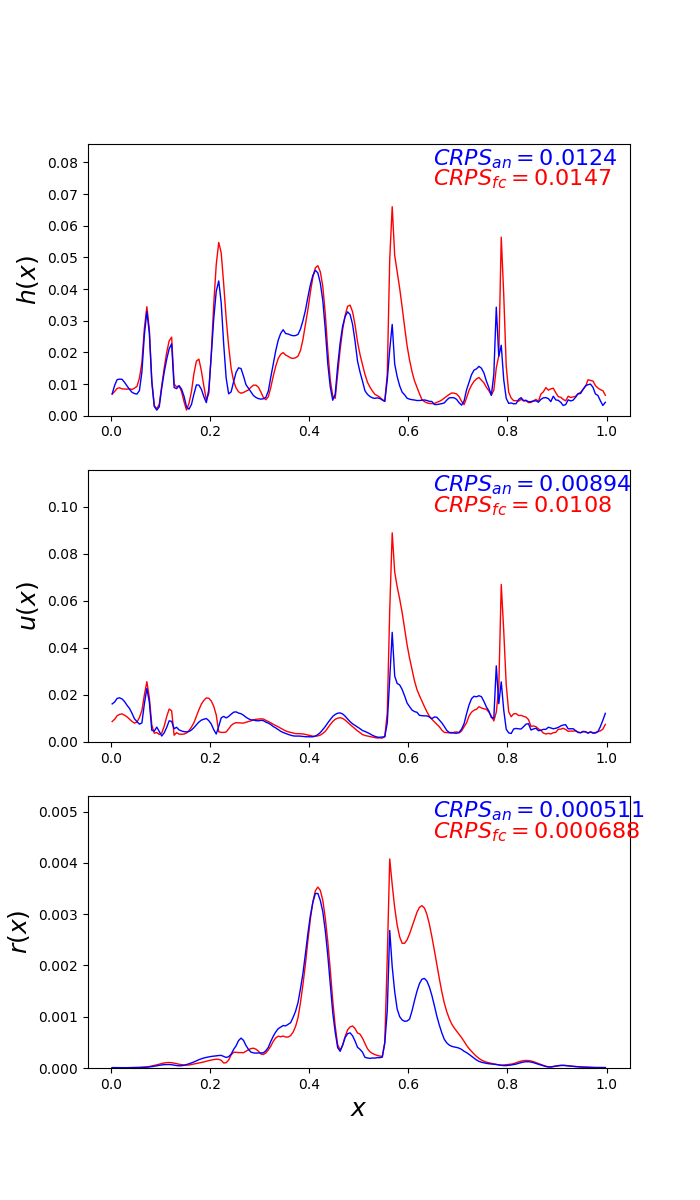 CRPS_an = 0.0124
CRPS_fc = 0.0147
0.08
0.07
0.06
0.05
0.04
0.03
0.02
0.01
0.00
h(x)
0.0 0.2 0.4 0.6 0.8 1.0
CRPS_an = 0.00894
CRPS_fc = 0.0108
0.10
0.08
0.06
0.04
0.02
0.00
u(x)
0.0 0.2 0.4 0.6 0.8 1.0
CRPS_an = 0.000511
CRPS_fc = 0.000688
0.005
0.004
0.003
0.002
0.001
0.000
r(x)
0.0 0.2 0.4 0.6 0.8 1.0
x